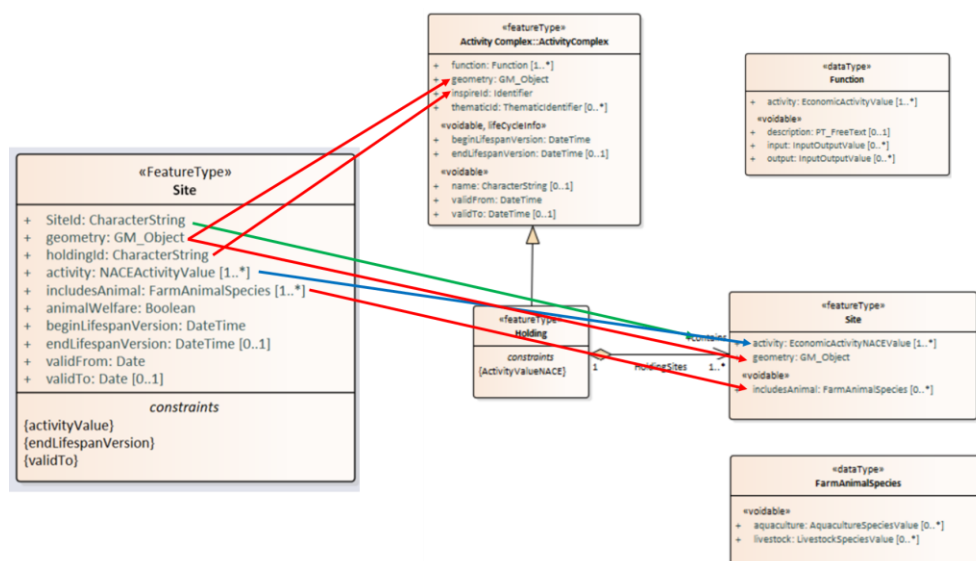 «featureType»
Activity Complex::ActivityComplex
+ function: Function [1..*]
+ geometry: GM_Object
+ inspireId: Identifier
+ thematicId: ThematicIdentifier [0..*]
«voidable, lifeCycleInfo»
+ beginLifespanVersion: DateTime
+ endLifespanVersion: DateTime [0..1]
«voidable»
+ name: CharacterString [0..1]
+ validFrom: DateTime
+ validTo: DateTime [0..1]
«dataType»
Function
+ activity: EconomicActivityValue [1..*]
«voidable»
+ description: PT_FreeText [0..1]
+ input: InputOutputValue [0..*]
+ output: InputOutputValue [0..*]
«FeatureType»
Site
+ SiteId: CharacterString
+ geometry: GM_Object
+ holdingId: CharacterString
+ activity: NACEActivityValue [1..*]
+ includesAnimal: FarmAnimalSpecies [1..*]
+ animalWelfare: Boolean
+ beginLifespanVersion: DateTime
+ endLifespanVersion: DateTime [0..1]
+ validFrom: Date
+ validTo: Date [0..1]
constraints
{activityValue}
{endLifespanVersion}
{validTo}
«featureType»
Holding
constraints
{ActivityValueNACE}
+contains
1
HoldingSites
1..*
«featureType»
Site
+ activity: EconomicActivityNACEValue [1..*]
+ geometry: GM_Object
«voidable»
+ includesAnimal: FarmAnimalSpecies [0..*]
«dataType»
FarmAnimalSpecies
«voidable»
+ aquaculture: AquacultureSpeciesValue [0..*]
+ livestock: LivestockSpeciesValue [0..*]